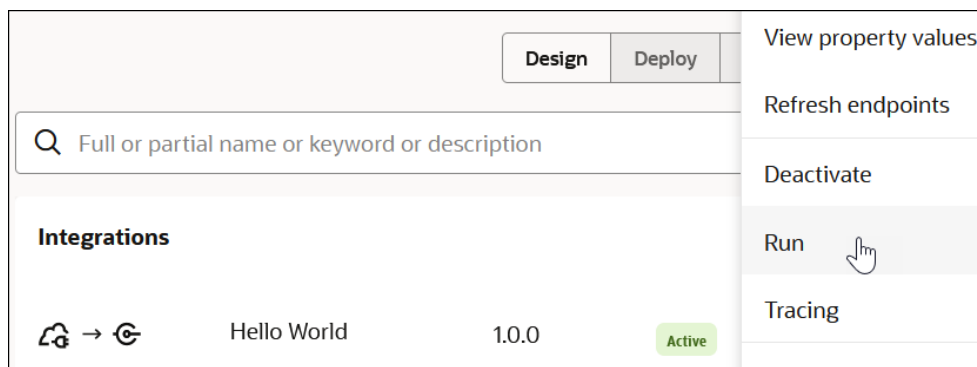 View property values
Design
Deploy
Refresh endpoints
Full or partial name or keyword or description
Deactivate
Integrations
Run
Tracing
Hello World
1.0.0
Active